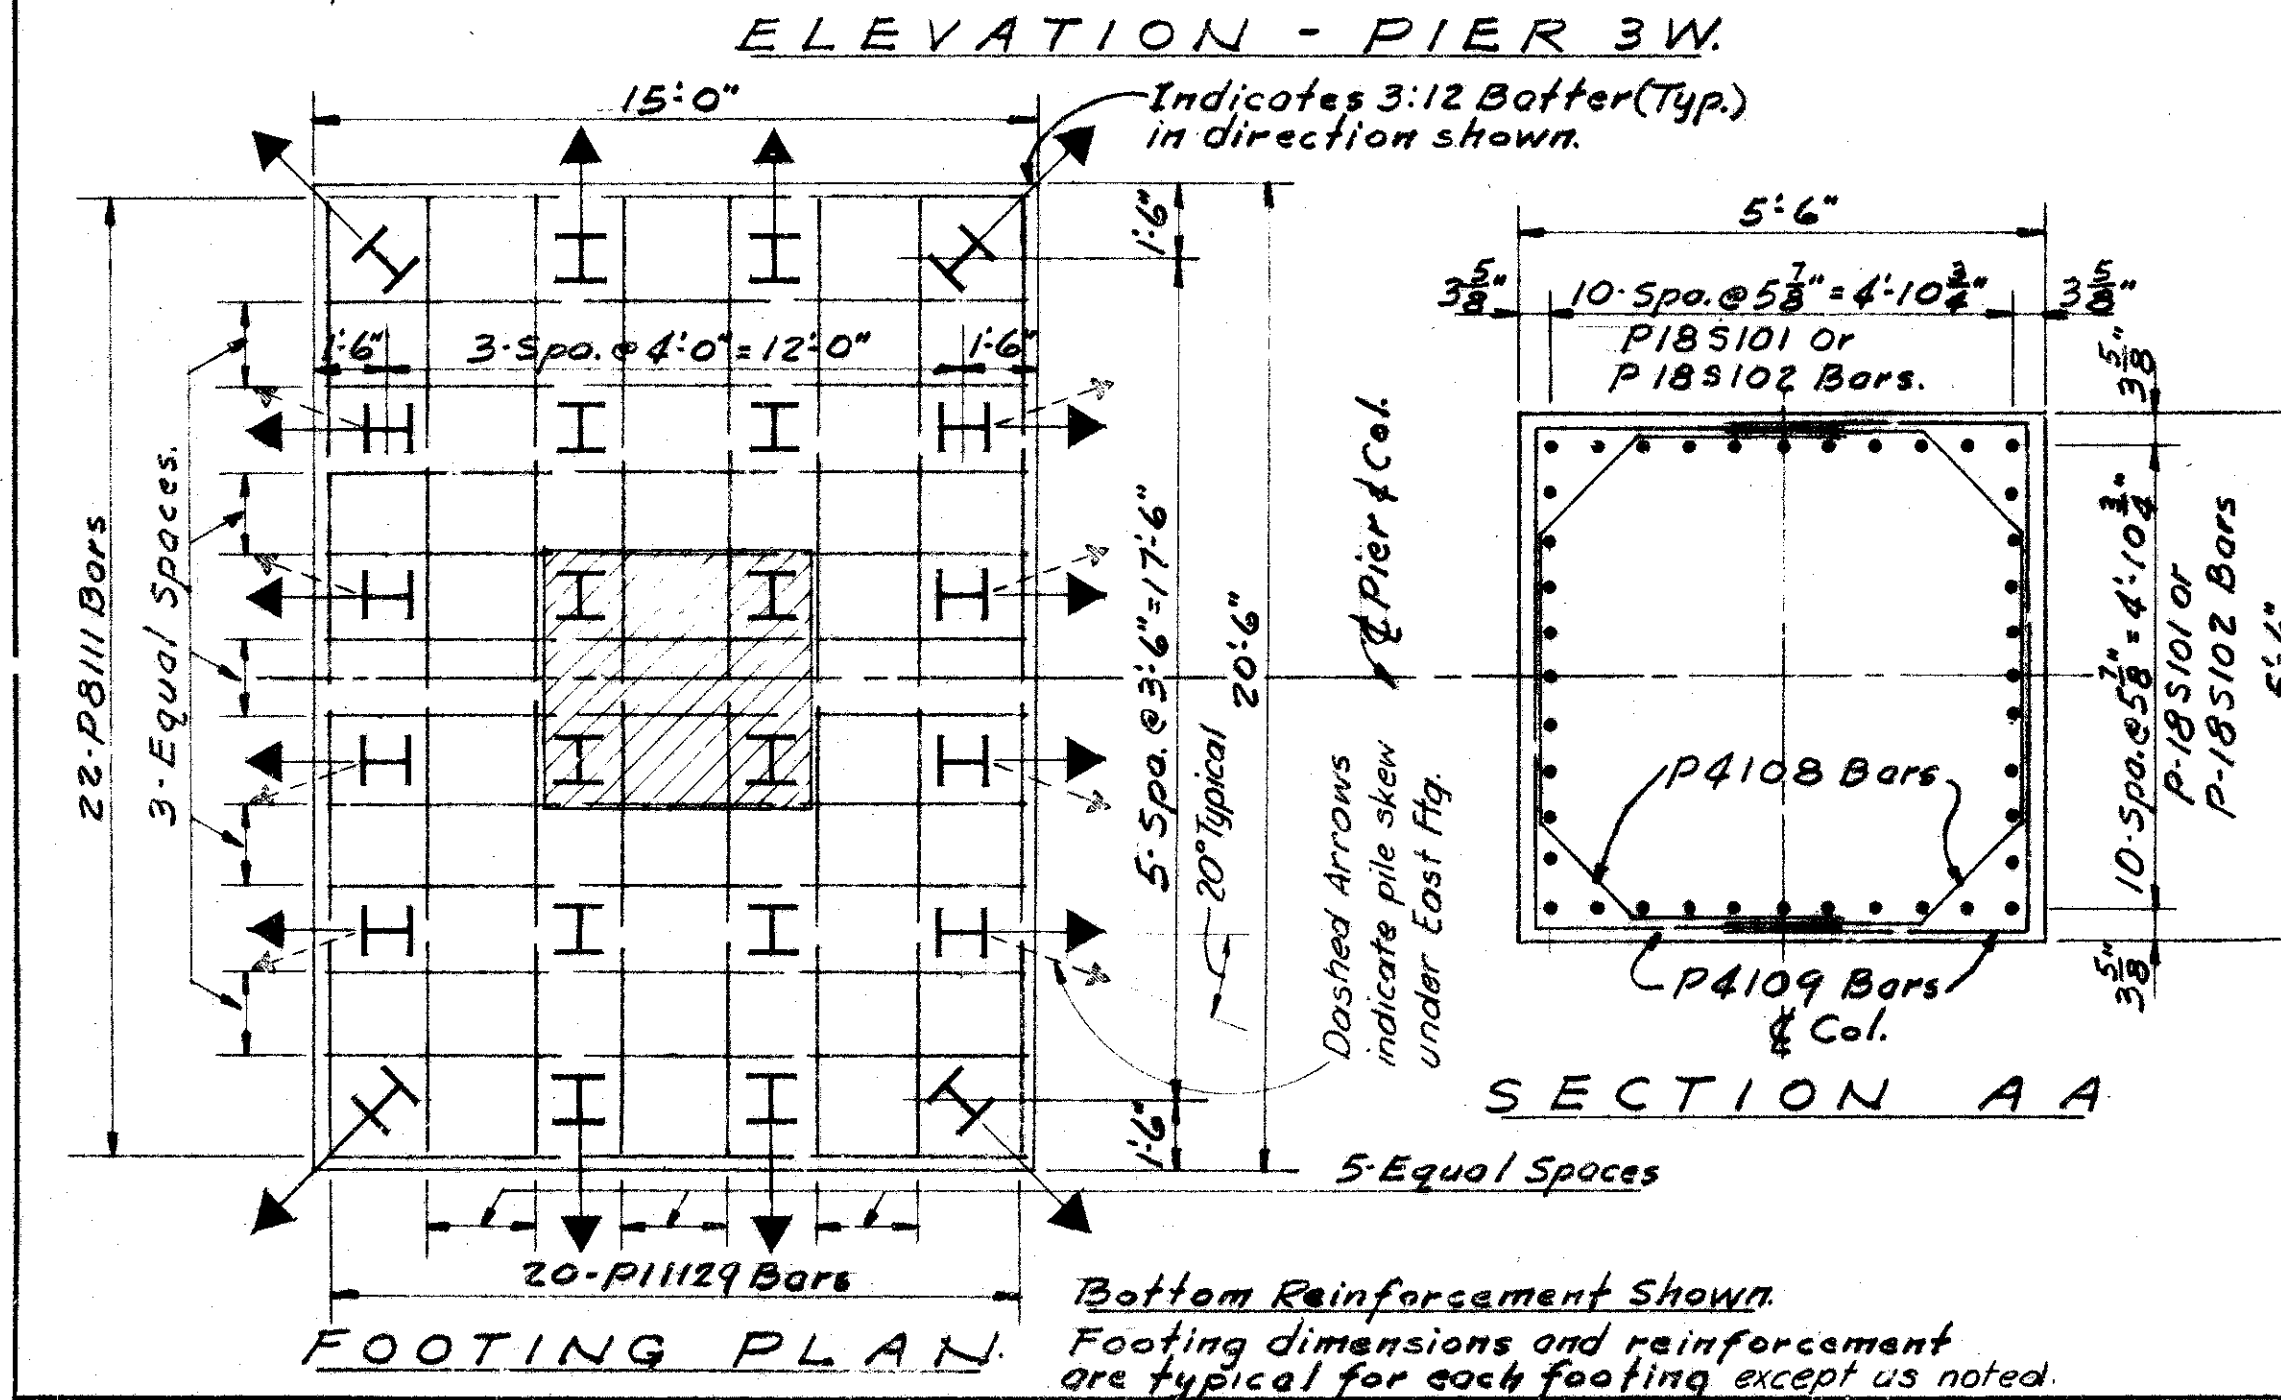 ELEVATION - PIER 3W.
15'-0"
Indicates 3:12 Batter (Typ.)
in direction shown.
1'-6"
5'-6"
3 5/8"
10-Spa. @ 5 7/8" = 4'-10 3/4"
3 5/8"
P18S101 Or
P18S102 Bars.
1'-6"
3-Spa. @ 4'-0" = 12'-0"
1'-6"
3 5/8"
22-P8111 Bars
3-Equal Spaces.
5-Spa. @ 3'-6" = 17'-6"
20'-6"
20° Typical
℄ Pier & Col.
Dashed Arrows
indicate pile skew
under East Ftg.
10-Spa. @ 5 7/8" = 4'-10 3/4"
P-18S101 or
P-18S102 Bars
P4108 Bars
P4109 Bars
3 5/8"
℄ Col.
SECTION AA
1'-6"
5-Equal Spaces
20-P11129 Bars
Bottom Reinforcement Shown.
FOOTING PLAN.
Footing dimensions and reinforcement
are typical for each footing except as noted.